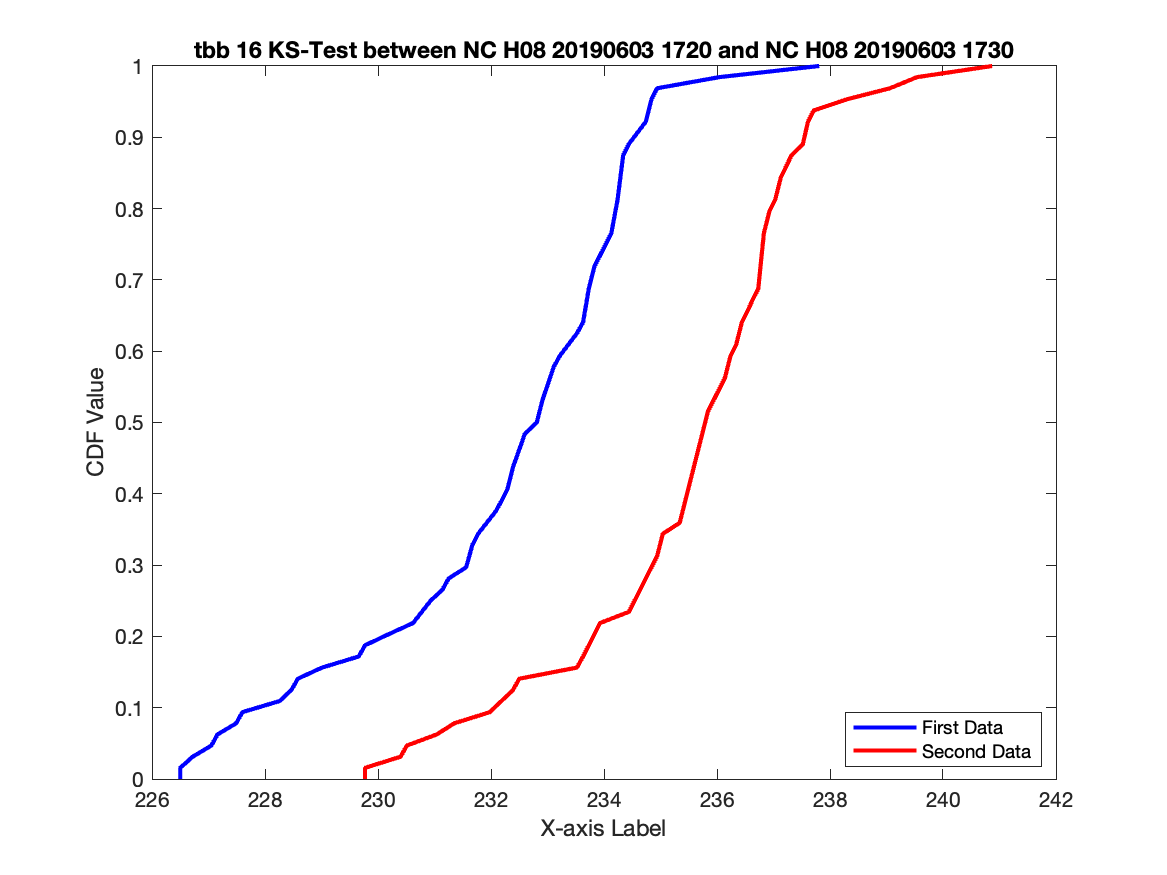 tbb 16 KS-Test between NC H08 20190603 1720 and NC H08 20190603 1730
1
0.9
0.8
0.7
0.6
0.5
0.4
0.3
0.2
0.1
0
CDF Value
First Data
Second Data
226 228 230 232 234 236 238 240 242
X-axis Label